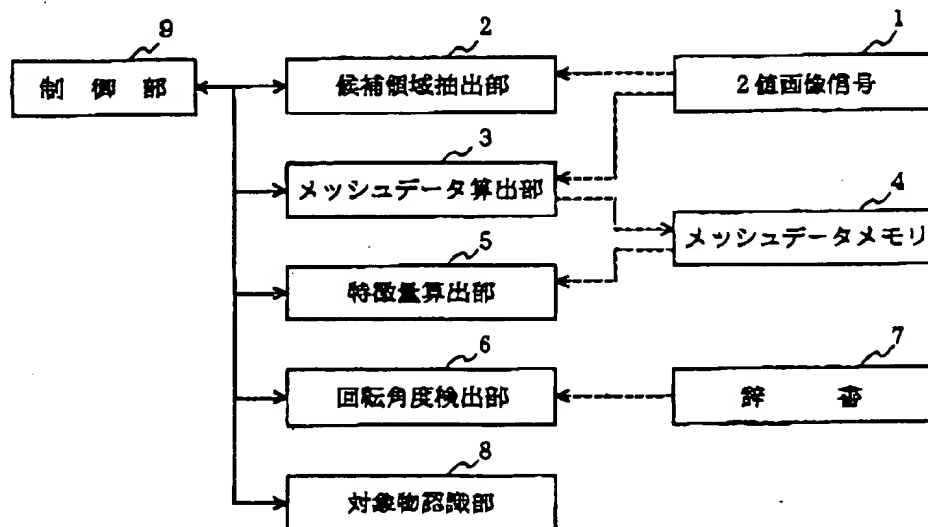 9
制御部
2
候補領域抽出部
1
2値画像信号
3
メッシュデータ算出部
4
メッシュデータメモリ
5
特徴量算出部
6
回転角度検出部
7
辞書
8
対象物認識部